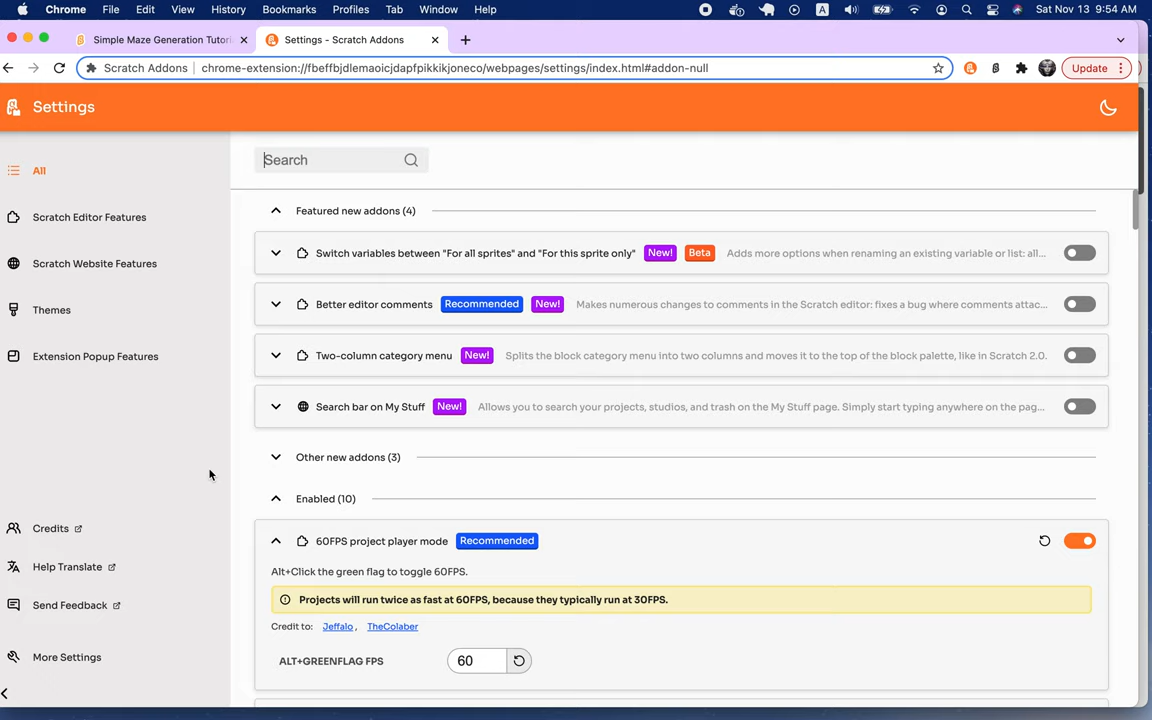 Chrome File Edit View History Bookmarks Profiles Tab Window Help A Sat Nov 13 9:54 AM
Simple Maze Generation Tutori Settings - Scratch Addons
Scratch Addons chrome-extension://fbeffbjdlemaoicjdapfpikkikjoneco/webpages/settings/index.html#addon-null Update
Settings
All
Scratch Editor Features
Scratch Website Features
Themes
Extension Popup Features
Credits
Help Translate
Send Feedback
More Settings
Search
Featured new addons (4)
Switch variables between "For all sprites" and "For this sprite only" New! Beta Adds more options when renaming an existing variable or list: all...
Better editor comments Recommended New! Makes numerous changes to comments in the Scratch editor: fixes a bug where comments attac...
Two-column category menu New! Splits the block category menu into two columns and moves it to the top of the block palette, like in Scratch 2.0.
Search bar on My Stuff New! Allows you to search your projects, studios, and trash on the My Stuff page. Simply start typing anywhere on the pag...
Other new addons (3)
Enabled (10)
60FPS project player mode Recommended
Alt+Click the green flag to toggle 60FPS.
Projects will run twice as fast at 60FPS, because they typically run at 30FPS.
Credit to: Jeffalo, TheColaber
ALT+GREENFLAG FPS 60